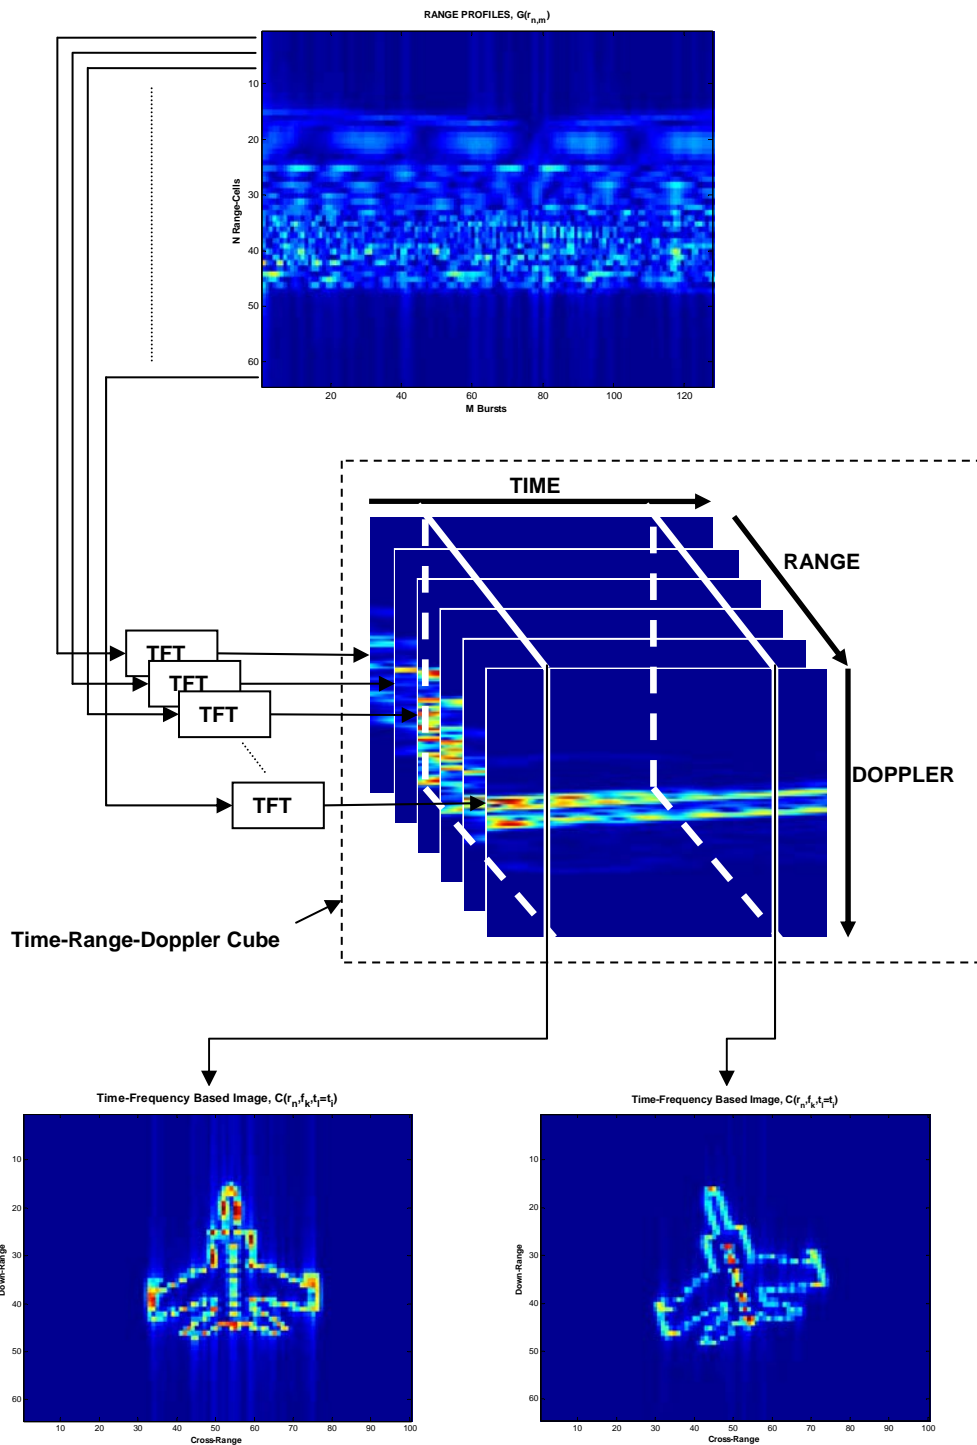 RANGE PROFILES, G(r_n,m)
10
20
30
40
50
60
N Range-Cells
20 40 60 80 100 120
M Bursts
TIME
RANGE
DOPPLER
TFT
TFT
TFT
TFT
Time-Range-Doppler Cube
Time-Frequency Based Image, C(r_n,f_k,t_l=t_i)
10
20
30
40
50
60
Down-Range
10 20 30 40 50 60 70 80 90 100
Cross-Range
Time-Frequency Based Image, C(r_n,f_k,t_l=t_j)
10
20
30
40
50
60
Down-Range
10 20 30 40 50 60 70 80 90 100
Cross-Range